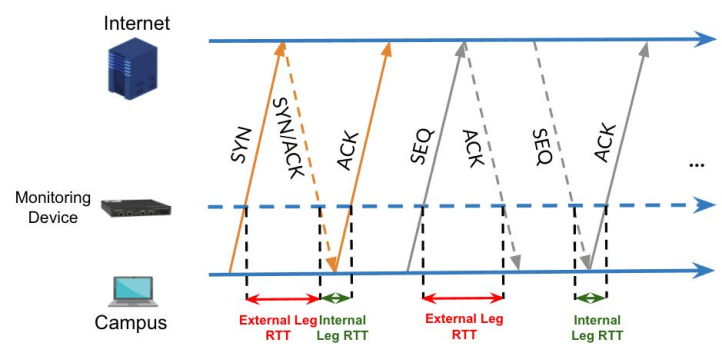 Internet
SYN
SYN/ACK
ACK
SEQ
ACK
SEQ
ACK
...
Monitoring
Device
Campus
External Leg
RTT
Internal
Leg RTT
External Leg
RTT
Internal
Leg RTT